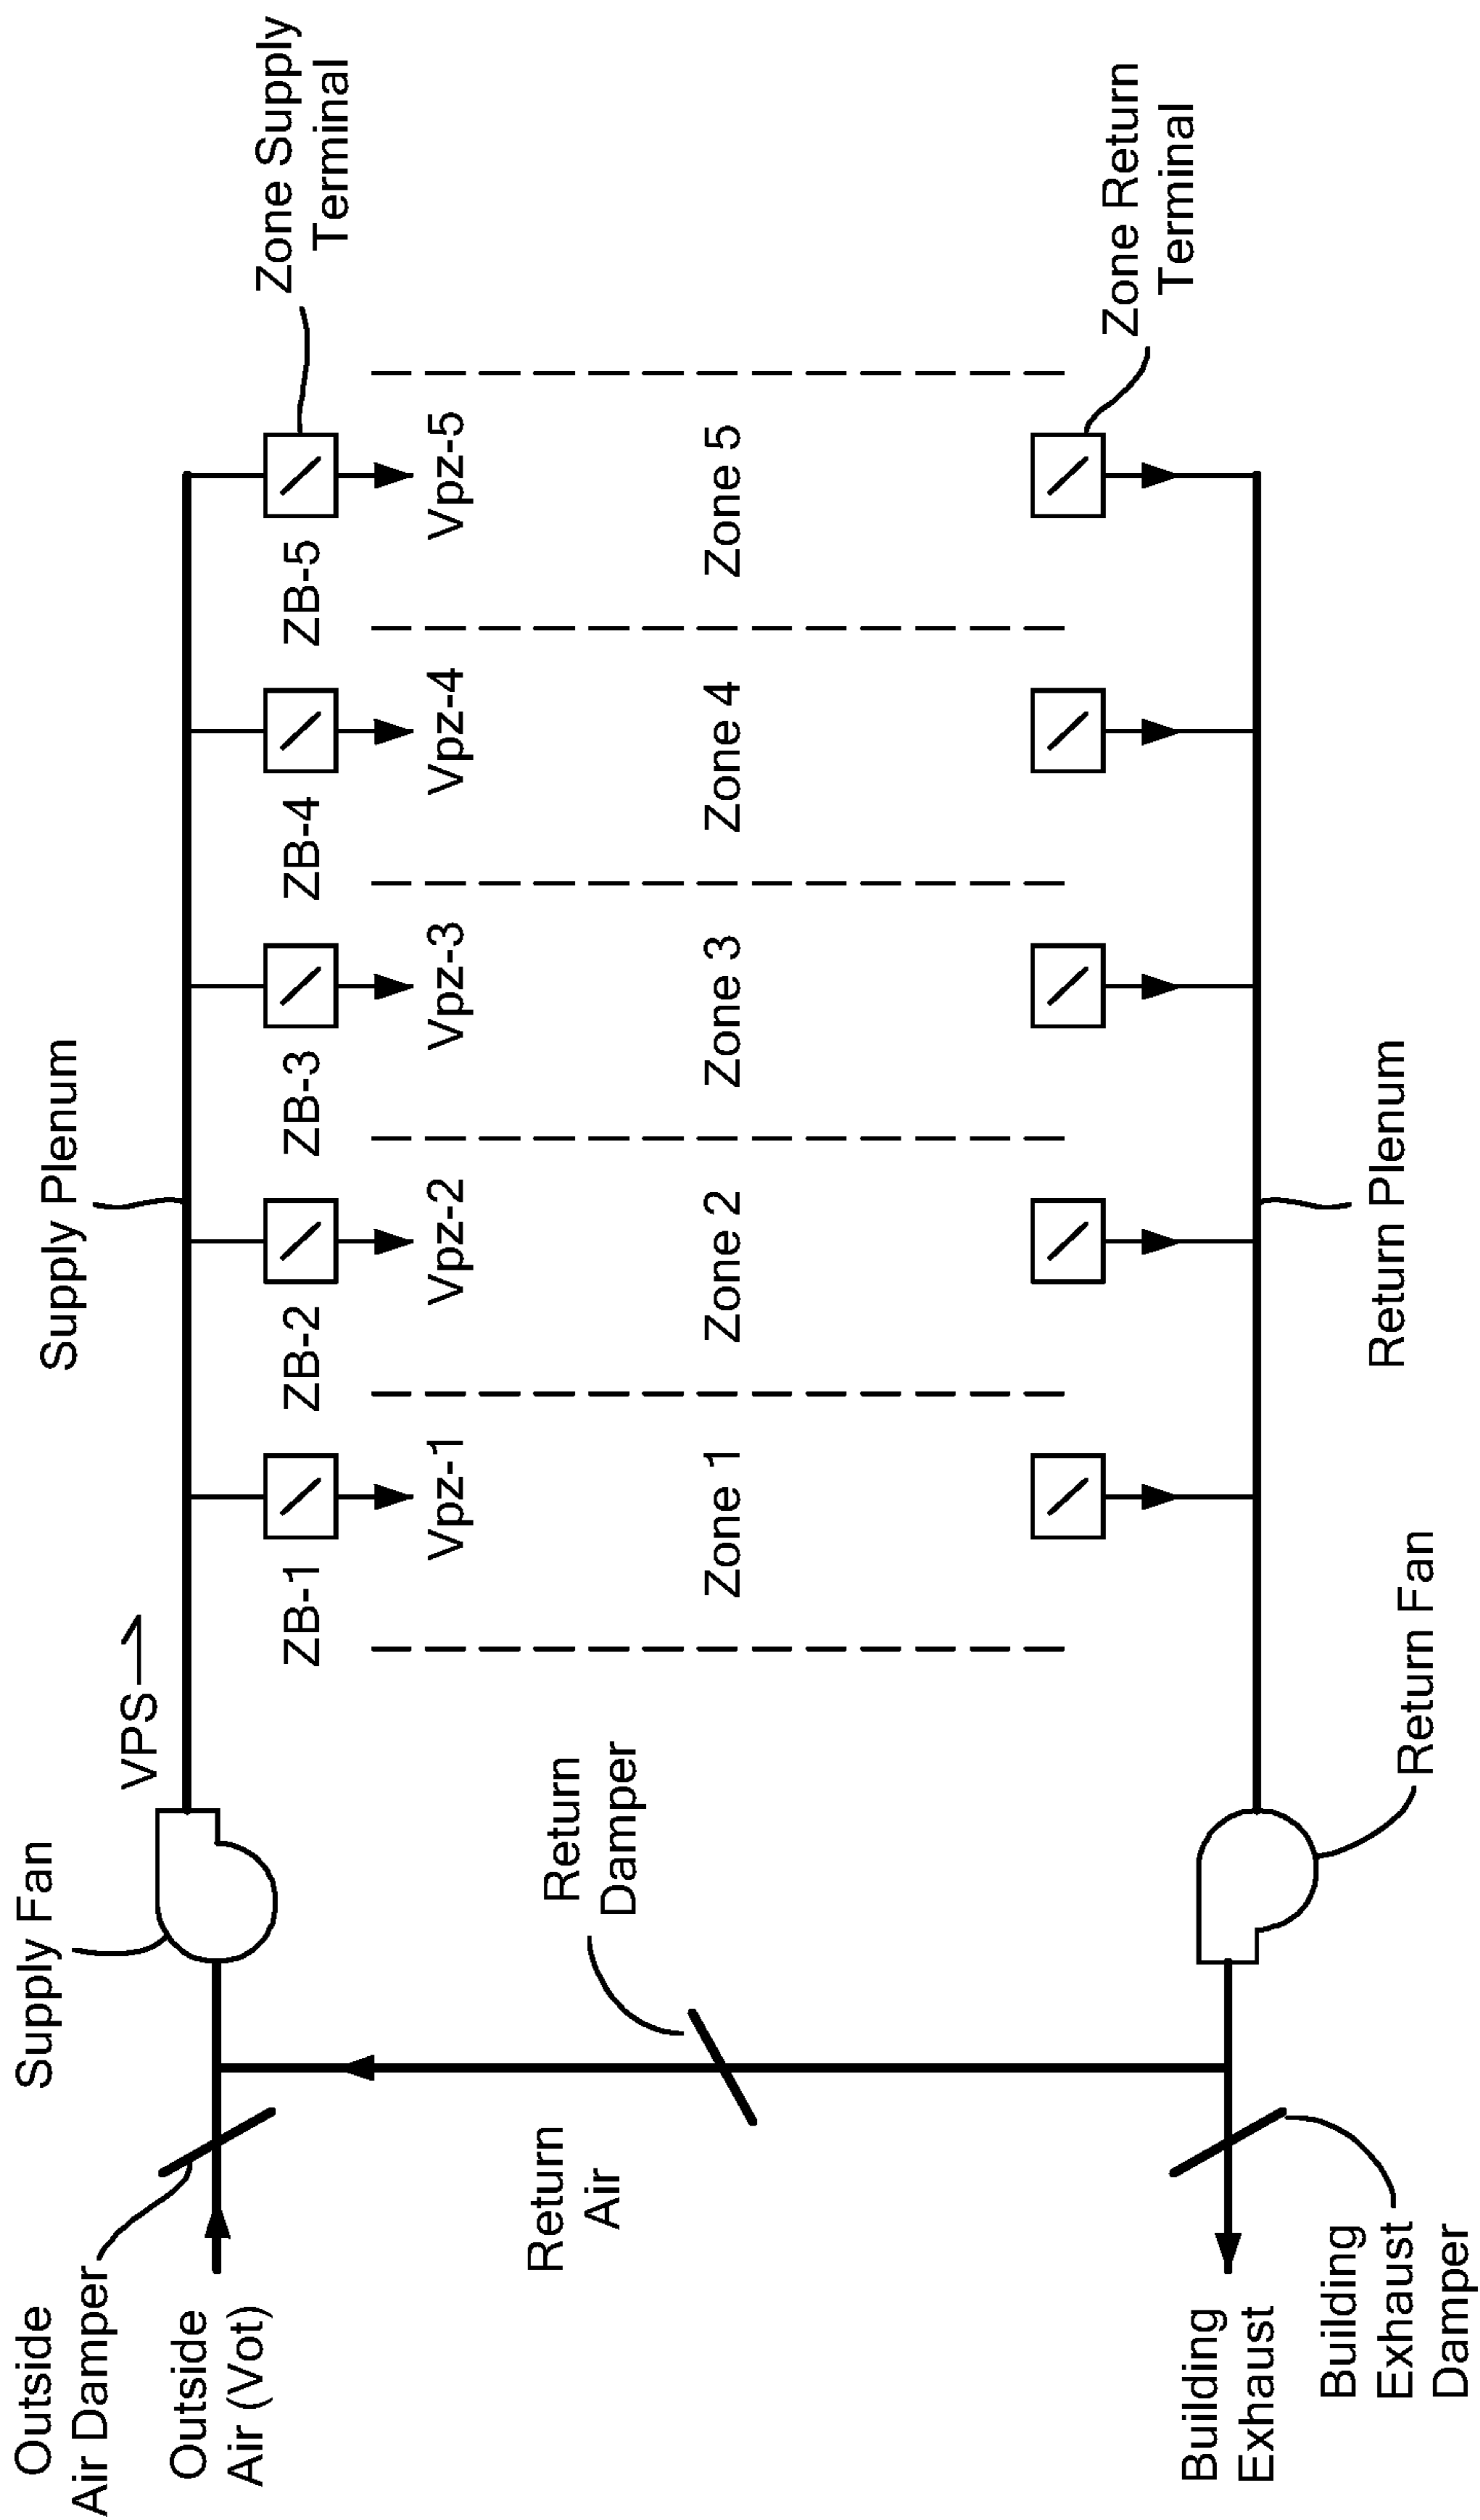 Outside
Air Damper
Supply Fan
Supply Plenum
VPS
Zone Supply
Terminal
Outside
Air (Vot)
ZB-1
ZB-2
ZB-3
ZB-4
ZB-5
Vpz-1
Vpz-2
Vpz-3
Vpz-4
Vpz-5
Return
Damper
Return
Air
Zone 1
Zone 2
Zone 3
Zone 4
Zone 5
Zone Return
Terminal
Building
Exhaust
Building
Exhaust
Damper
Return Fan
Return Plenum